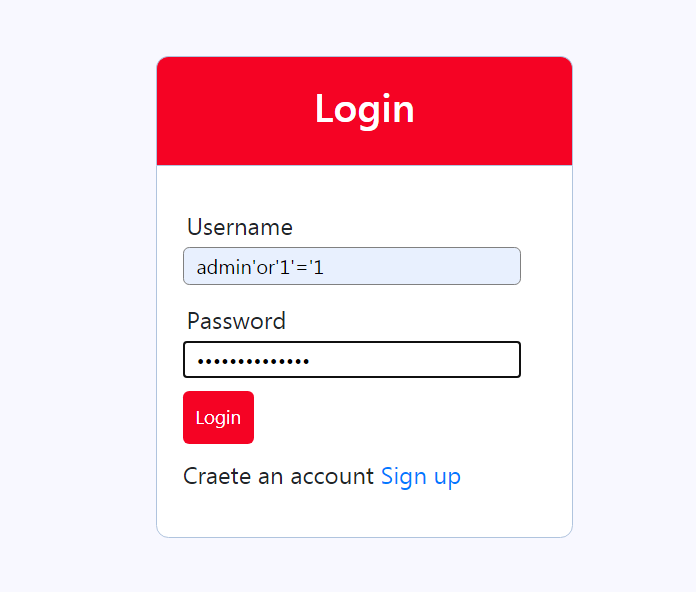 Login
Username
admin'or'1'='1
Password
••••••••••••••
Login
Craete an account Sign up